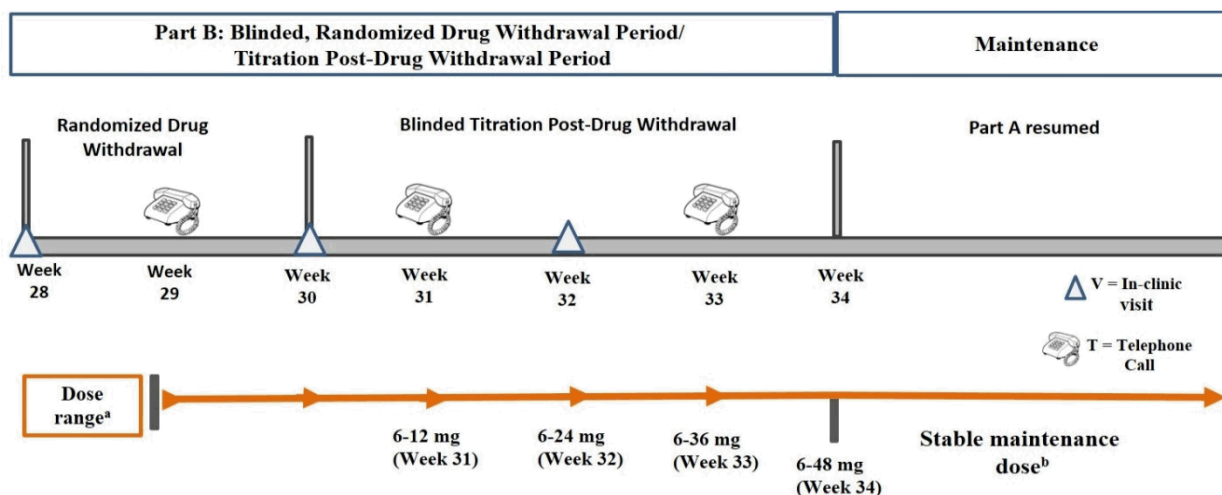 Part B: Blinded, Randomized Drug Withdrawal Period/
Titration Post-Drug Withdrawal Period
Maintenance
Randomized Drug
Withdrawal
Blinded Titration Post-Drug Withdrawal
Part A resumed
Week
28
Week
29
Week
30
Week
31
Week
32
Week
33
Week
34
V = In-clinic
visit
T = Telephone
Call
Dose
rangeᵃ
6-12 mg
(Week 31)
6-24 mg
(Week 32)
6-36 mg
(Week 33)
6-48 mg
(Week 34)
Stable maintenance
doseᵇ